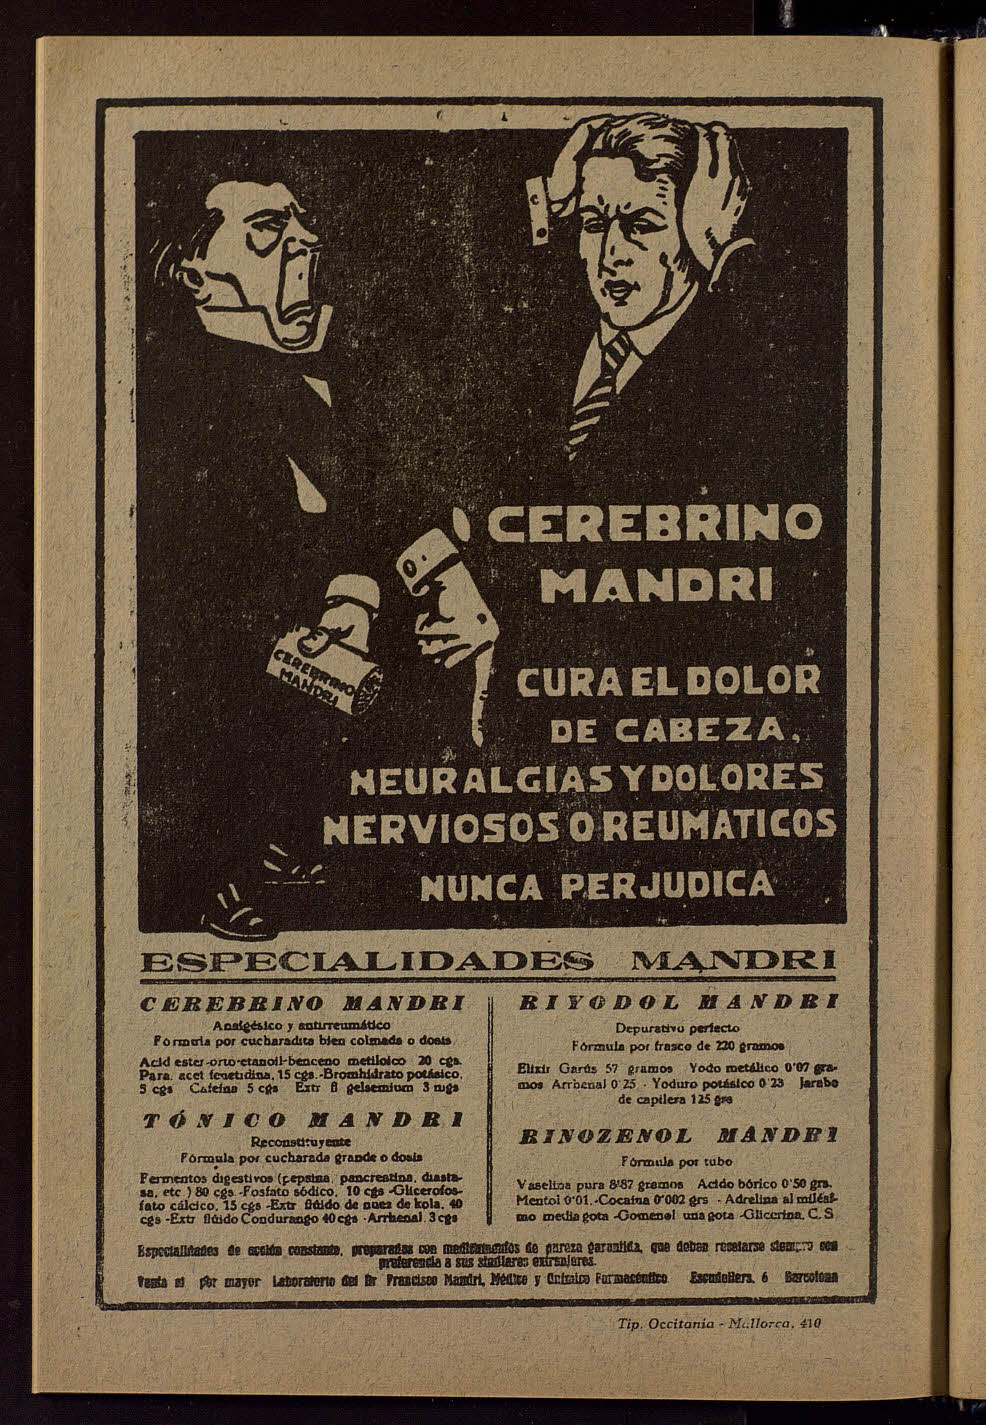 CEREBRINO
MANDRI
CEREBRINO
MANDRI
CURA EL DOLOR
DE CABEZA,
NEURALGIAS Y DOLORES
NERVIOSOS O REUMATICOS
NUNCA PERJUDICA
ESPECIALIDADES MANDRI
CEREBRINO MANDRI
Analgésico y antirreumático
Fórmula por cucharadita bien colmada o dosis
Acid ester-orto-etanoil-benceno metiloico 20 cgs.
Para. acet fenetidina, 15 cgs.-Bromhidrato potásico,
5 cgs Cafeína 5 cgs Extr fl gelsemium 3 mgs
TÓNICO MANDRI
Reconstituyente
Fórmula por cucharada grande o dosis
Fermentos digestivos (pepsina, pancreatina, diasta-
sa, etc ) 80 cgs -Fosfato sódico, 10 cgs -Glicerofos-
fato cálcico, 15 cgs -Extr flúido de nuez de kola, 40
cgs -Extr flúido Condurango 40 cgs -Arrhenal, 3 cgs
RIYODOL MANDRI
Depurativo perfecto
Fórmula por frasco de 220 gramos
Elixir Garús 57 gramos Yodo metálico 0'07 gra-
mos Arrhenal 0 25 - Yoduro potásico 0'23 Jarabe
de capilera 125 grs
RINOZENOL MANDRI
Fórmula por tubo
Vaselina pura 8'87 gramos Acido bórico 0'50 grs.
Mentol 0'01.-Cocaína 0'002 grs - Adrelina al milési-
mo media gota -Gomenol una gota -Glicerina, C. S
Especialidades de acción constante, preparadas con medicamentos de pureza garantida, que deben recetarse siempre con
preferencia a sus similares extranjeras.
Venta al por mayor Laboratorio del Dr Francisco Mandri, Médico y Químico Farmacéutico Escudellers, 6 Barcelona
Tip. Occitania - Mallorca, 410